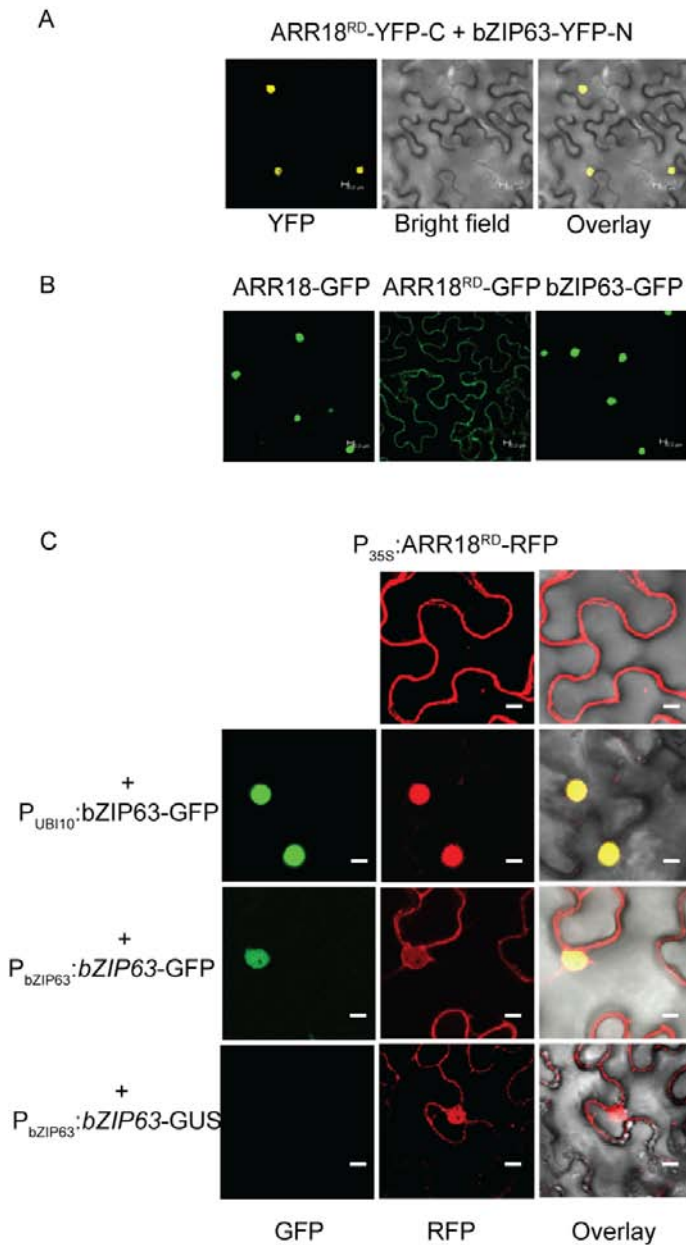 A
ARR18RD-YFP-C + bZIP63-YFP-N
YFP
Bright field
Overlay
B
ARR18-GFP
ARR18RD-GFP
bZIP63-GFP
C
P35S:ARR18RD-RFP
+
PUBI10:bZIP63-GFP
+
PbZIP63:bZIP63-GFP
+
PbZIP63:bZIP63-GUS
GFP
RFP
Overlay